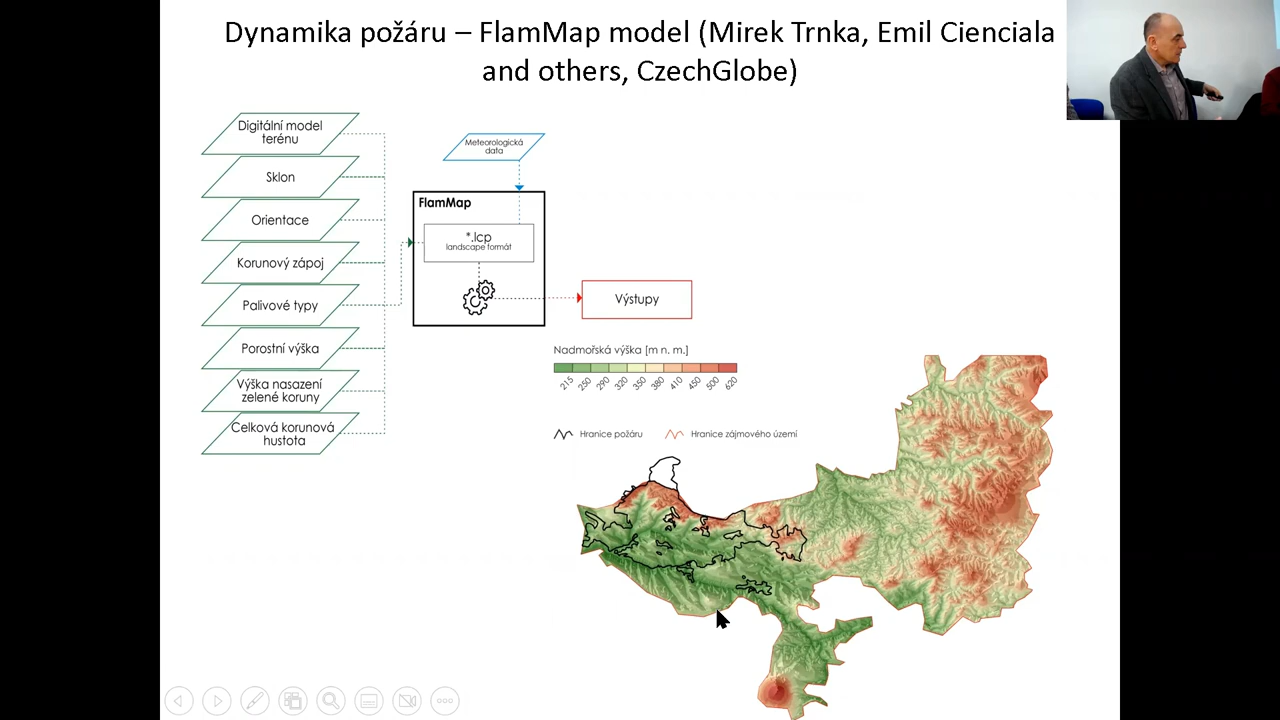 Dynamika požáru – FlamMap model (Mirek Trnka, Emil Cienciala
and others, CzechGlobe)
Digitální model
terénu
Sklon
Orientace
Korunový zápoj
Palivové typy
Porostní výška
Výška nasazení
zelené koruny
Celková korunová
hustota
Meteorologická
data
FlamMap
*.lcp
landscape formát
Výstupy
Nadmořská výška [m n. m.]
215 250 290 320 350 380 410 450 500 620
Hranice požáru
Hranice zájmového území